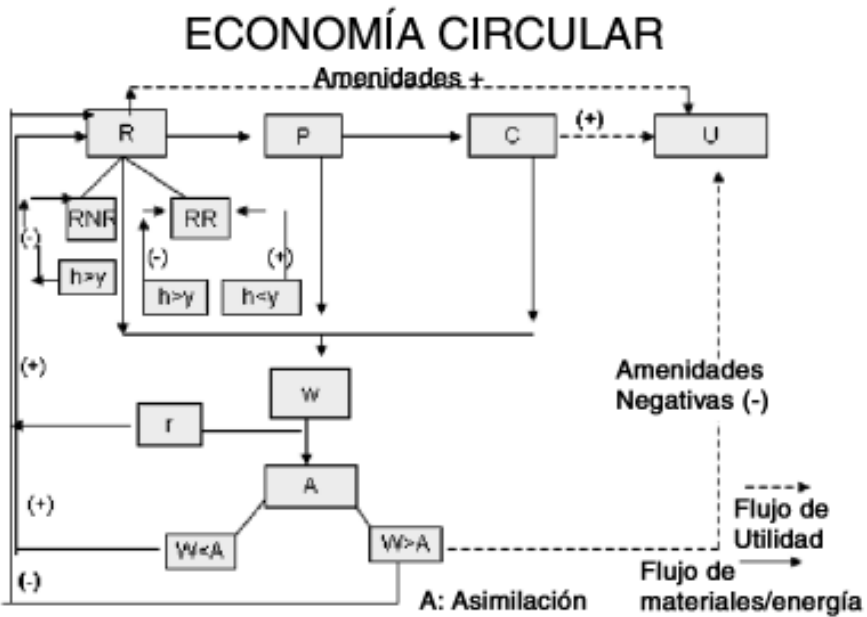 ECONOMÍA CIRCULAR
Amenidades +
R
P
C
(+)
U
RNR
RR
(-)
(-)
(+)
h>y
h>y
h<y
(+)
w
r
Amenidades
Negativas (-)
A
(+)
W<A
W>A
Flujo de
Utilidad
(-)
A: Asimilación
Flujo de
materiales/energía